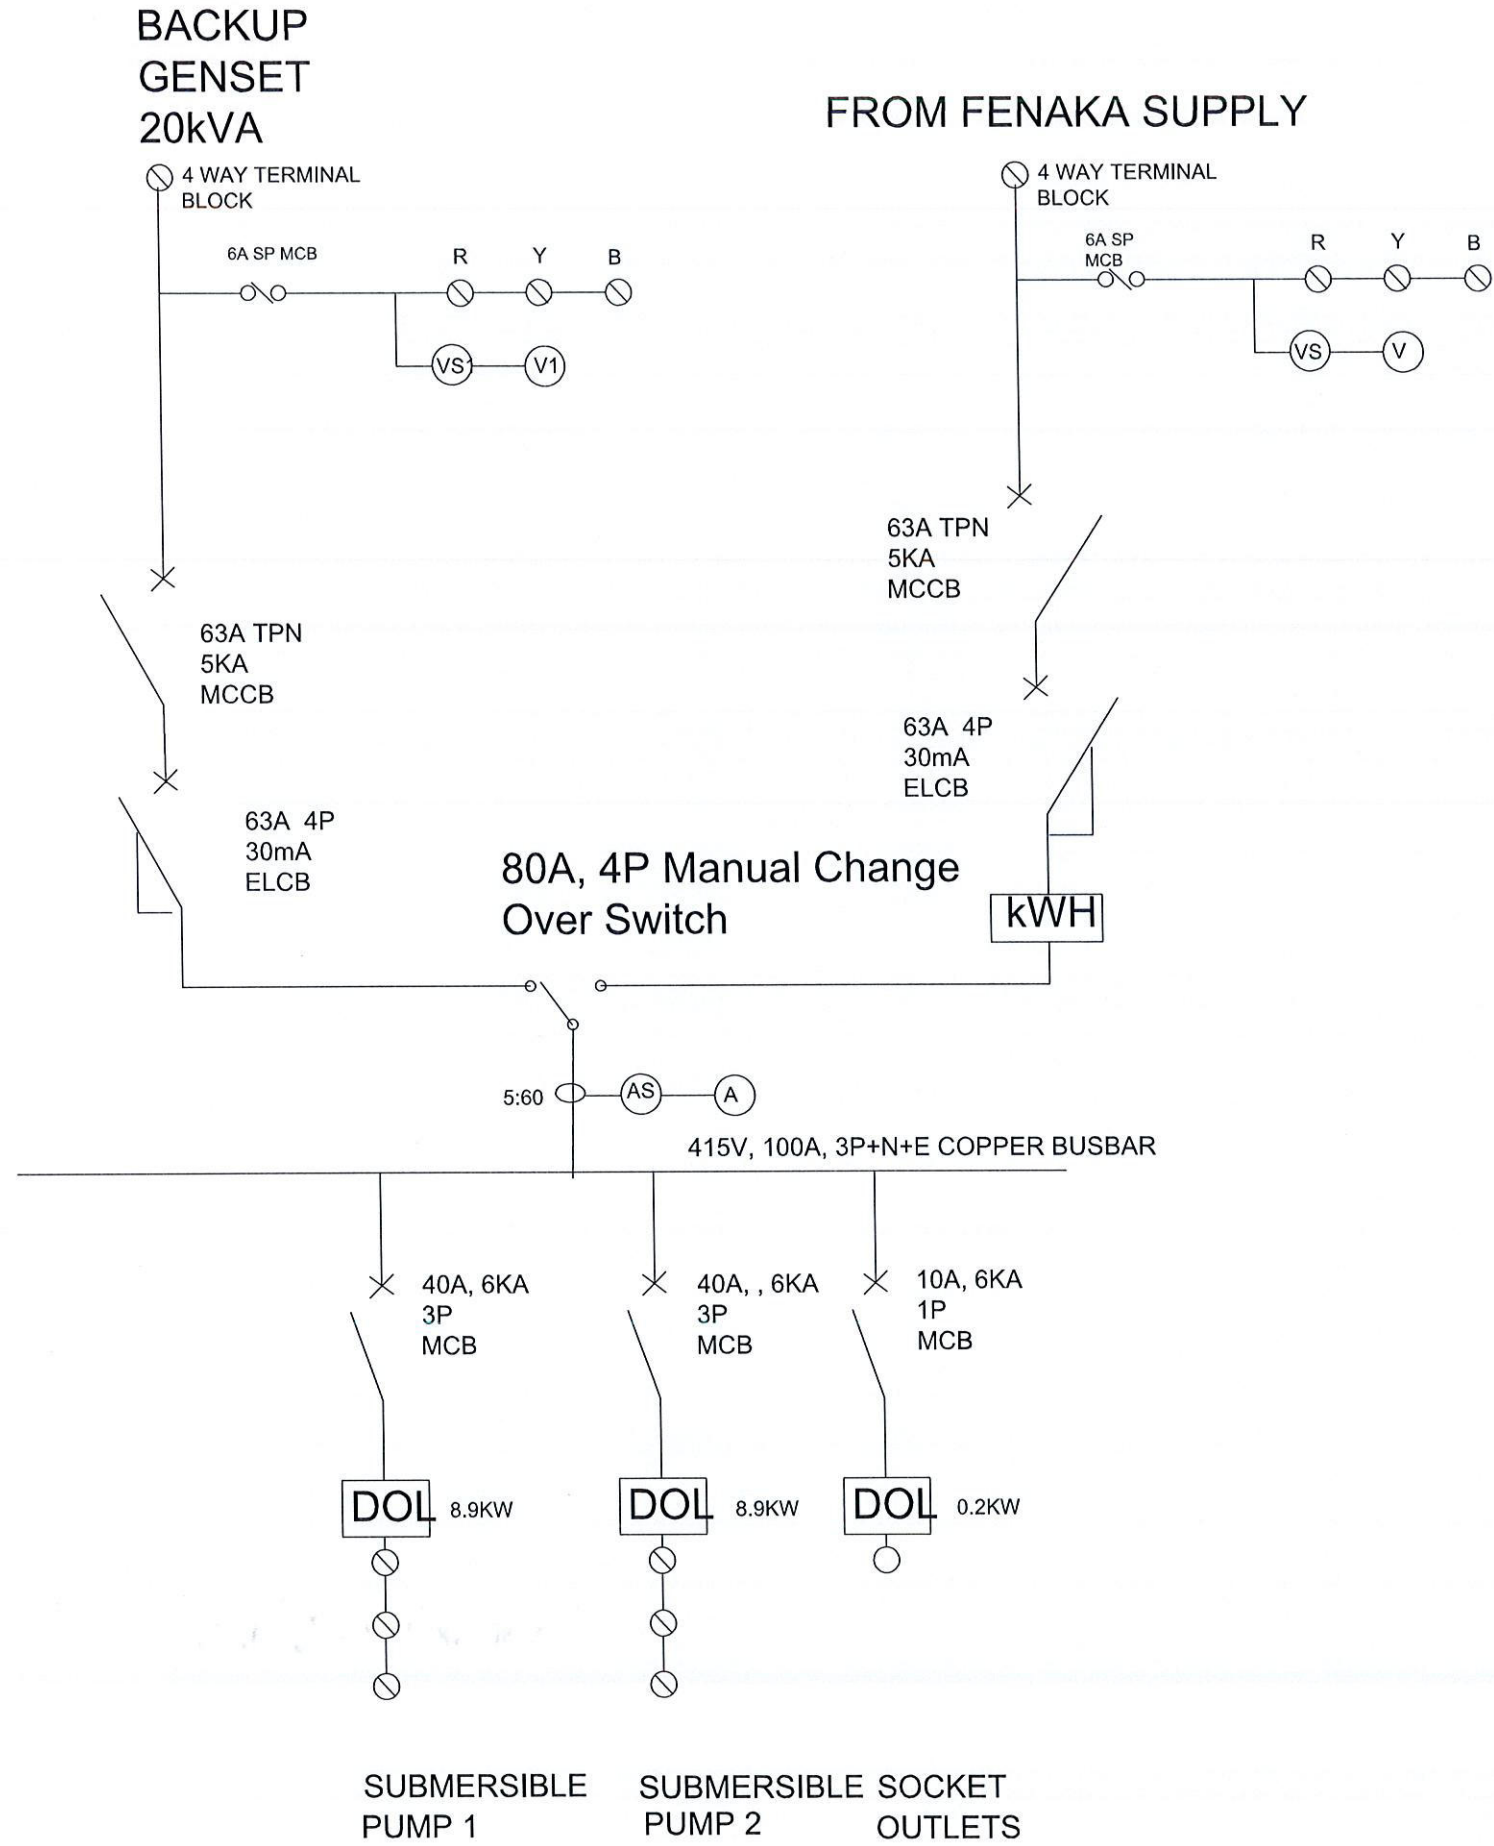 BACKUP
GENSET
20kVA
FROM FENAKA SUPPLY
4 WAY TERMINAL
BLOCK
4 WAY TERMINAL
BLOCK
6A SP MCB
R
Y
B
6A SP
MCB
R
Y
B
VS1
V1
VS
V
63A TPN
5KA
MCCB
63A TPN
5KA
MCCB
63A 4P
30mA
ELCB
63A 4P
30mA
ELCB
80A, 4P Manual Change
Over Switch
kWH
5:60
AS
A
415V, 100A, 3P+N+E COPPER BUSBAR
40A, 6KA
3P
MCB
40A, , 6KA
3P
MCB
10A, 6KA
1P
MCB
DOL
8.9KW
DOL
8.9KW
DOL
0.2KW
SUBMERSIBLE
PUMP 1
SUBMERSIBLE
PUMP 2
SOCKET
OUTLETS